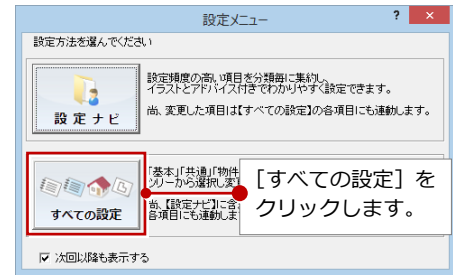 設定メニュー
?
×
設定方法を選んでください
設定ナビ
設定頻度の高い項目を分類毎に集約し、
イラストとアドバイス付きでわかりやすく設定できます。
尚、変更した項目は【すべての設定】の各項目にも連動します。
すべての設定
「基本」「共通」「物件
ツリーから選択し変
尚、【設定ナビ】に含
各項目にも連動しま
[すべての設定] を
クリックします。
次回以降も表示する